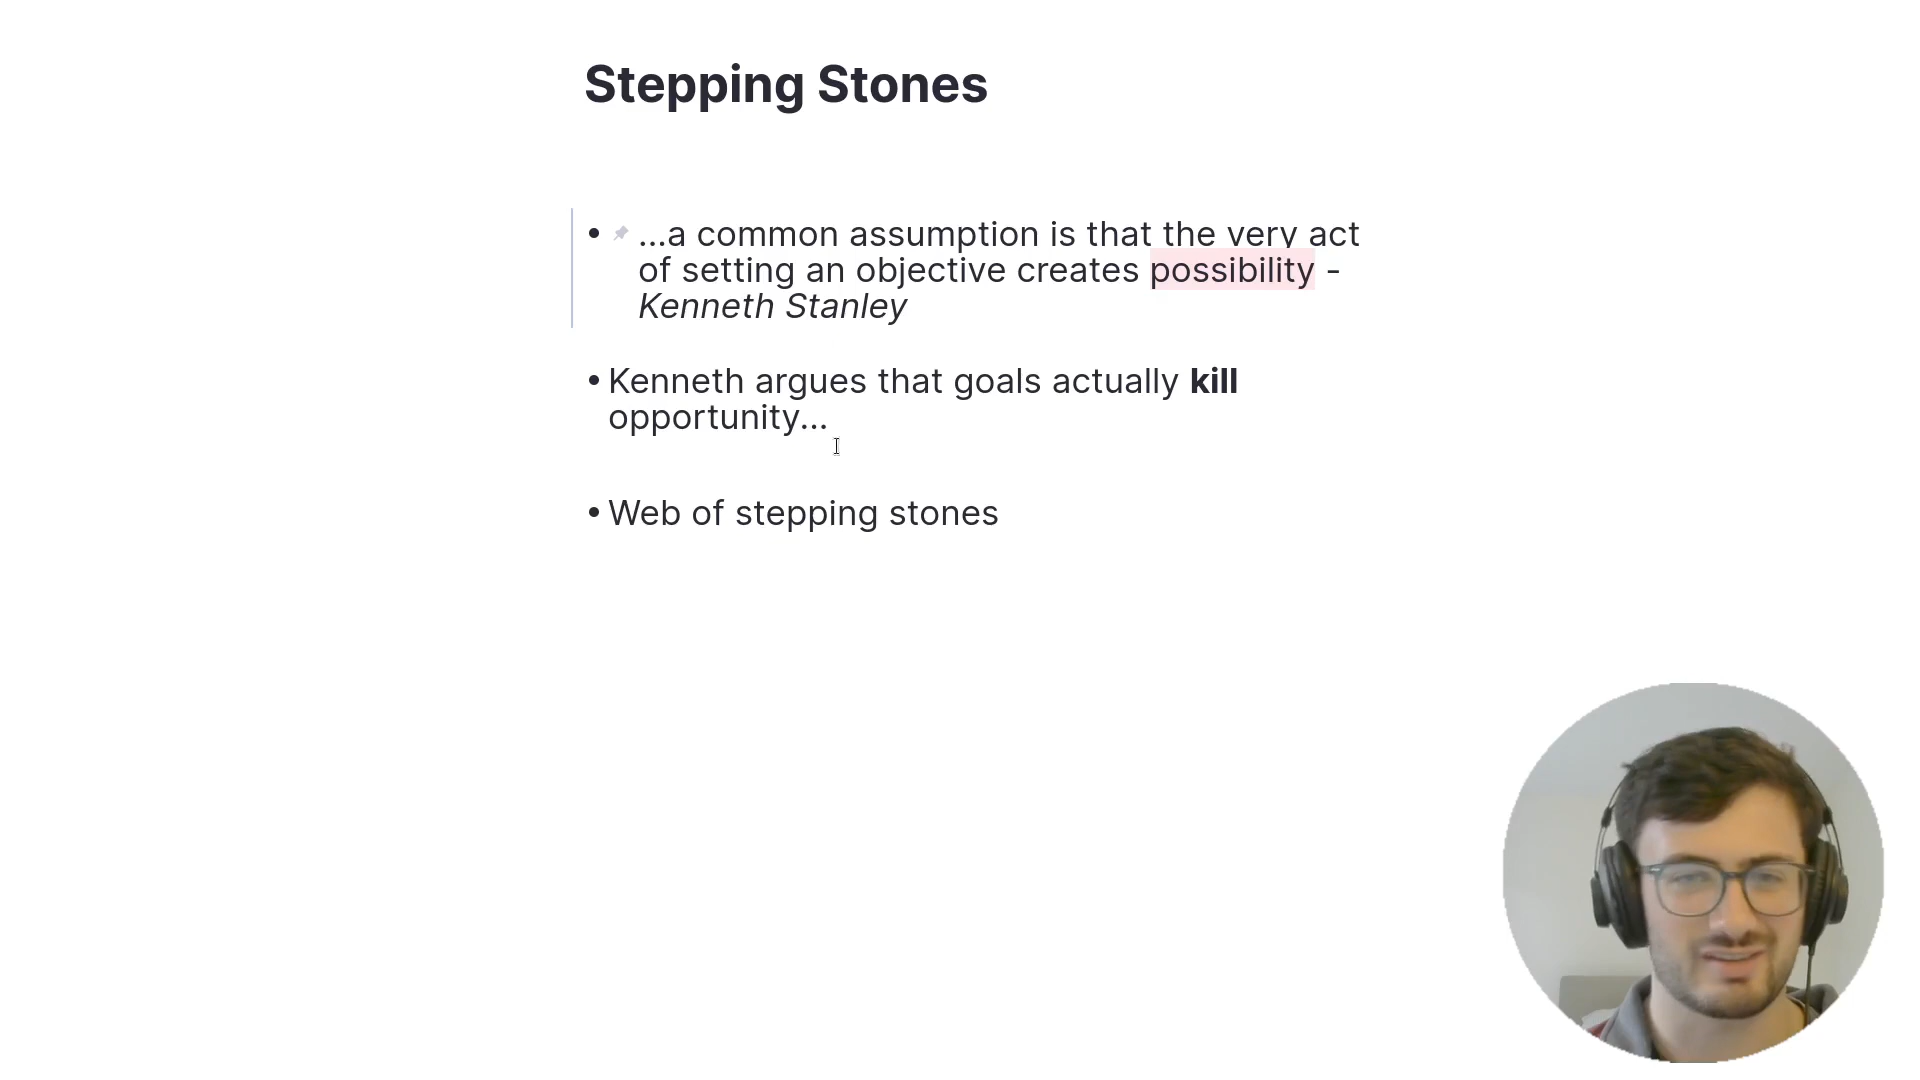 Stepping Stones
• ...a common assumption is that the very act
of setting an objective creates possibility -
Kenneth Stanley
• Kenneth argues that goals actually kill
opportunity...
• Web of stepping stones